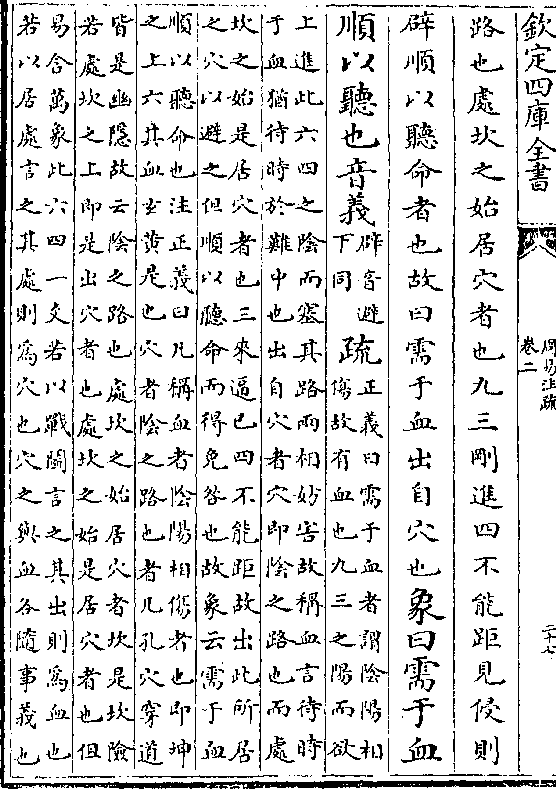 欽定四庫全書
周易注疏
卷二
二十七
路也處坎之始居穴者也九三剛進四不能距見侵則
辟順以聽命者也故曰需于血出自穴也象曰需于血
順以聽也音義
辟音避
下同
疏
正義曰需于血者謂陰陽相
傷故有血也九三之陽而欲
上進此六四之陰而塞其路兩相妨害故稱血言待時
于血猶待時於難中也出自穴者穴即陰之路也而處
坎之始是居穴者也三來逼已四不能距故出此所居
之穴以避之但順以聽命而得免咎也故象云需于血
順以聽命也注正義曰凡稱血者陰陽相傷者也即坤
之上六其血玄黃是也穴者陰之路也者凡孔穴穿道
皆是幽隱故云陰之路也處坎之始居穴者坎是坎險
若處坎之上即是出穴者也處坎之始是居穴者也但
易含萬象此六四一爻若以戰鬬言之其出則為血也
若以居處言之其處則為穴也穴之與血各隨事義也